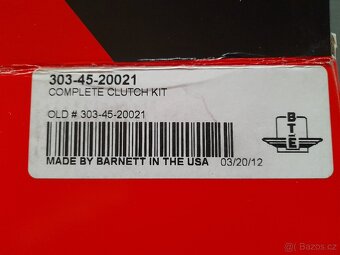 303-45-20021
COMPLETE CLUTCH KIT
OLD # 303-45-20021
BTE
MADE BY BARNETT IN THE USA 03/20/12
© Bazos.cz